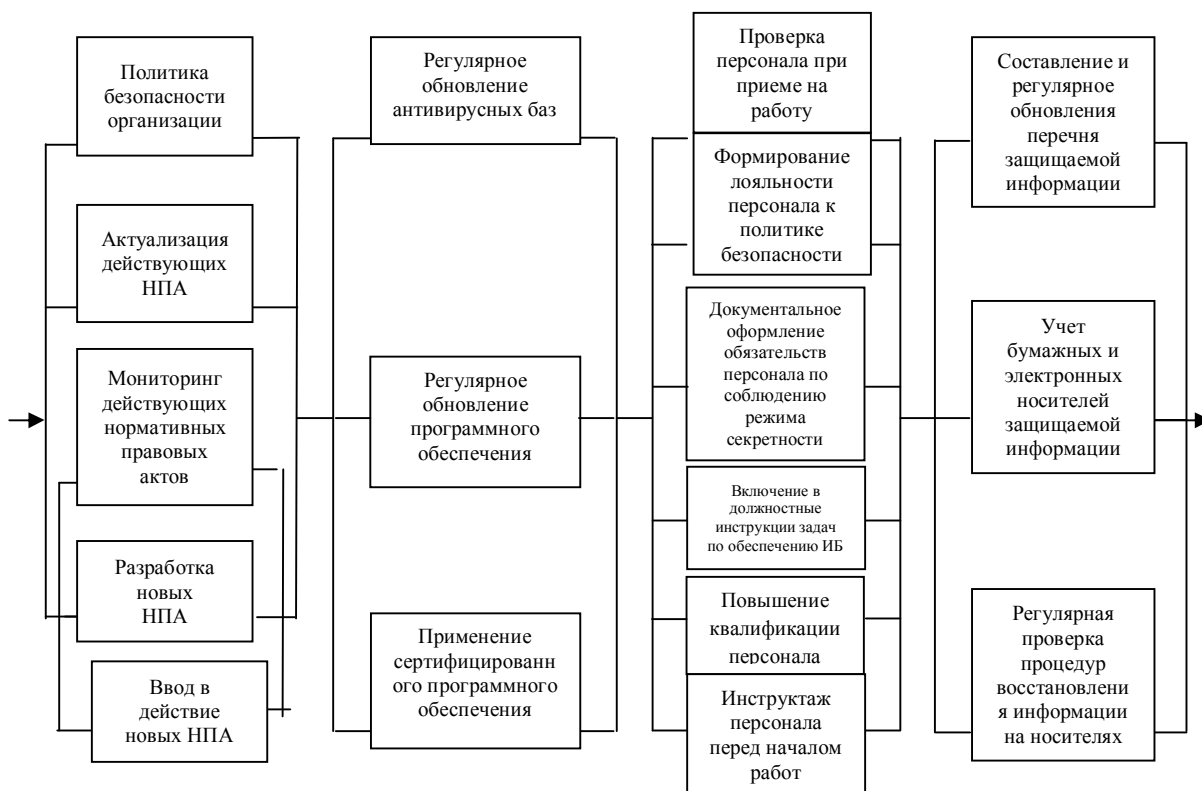 Политика
безопасности
организации
Актуализация
действующих
НПА
Мониторинг
действующих
нормативных
правовых
актов
Разработка
новых
НПА
Ввод в
действие
новых НПА
Регулярное
обновление
антивирусных баз
Регулярное
обновление
программного
обеспечения
Применение
сертифицированн
ого программного
обеспечения
Проверка
персонала при
приеме на
работу
Формирование
лояльности
персонала к
политике
безопасности
Документальное
оформление
обязательств
персонала по
соблюдению
режима
секретности
Включение в
должностные
инструкции задач
по обеспечению ИБ
Повышение
квалификации
персонала
Инструктаж
персонала
перед началом
работ
Составление и
регулярное
обновления
перечня
защищаемой
информации
Учет
бумажных и
электронных
носителей
защищаемой
информации
Регулярная
проверка
процедур
восстановлени
я информации
на носителях